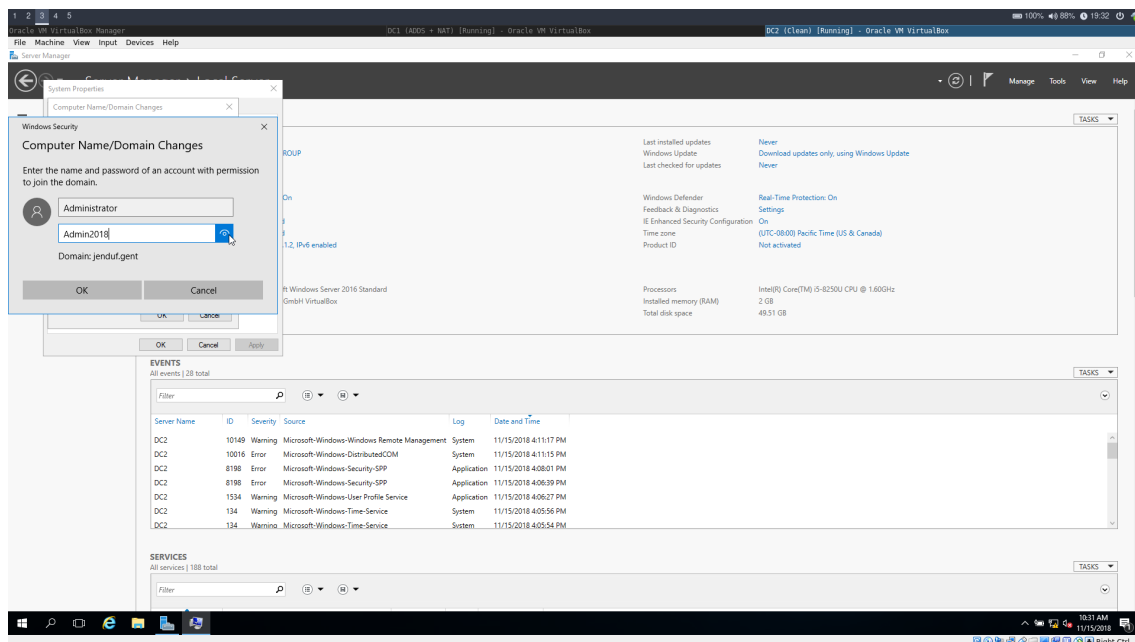 1 2 3 4 5
100% 88% 19:32
Oracle VM VirtualBox Manager
DC1 (ADDS + NAT) [Running] - Oracle VM VirtualBox
DC2 (Clean) [Running] - Oracle VM VirtualBox
File Machine View Input Devices Help
Server Manager
Manage Tools View Help
System Properties
Computer Name/Domain Changes
Windows Security
Computer Name/Domain Changes
Enter the name and password of an account with permission
to join the domain.
Administrator
Admin2018
Domain: jenduf.gent
OK Cancel
OK Cancel
OK Cancel Apply
TASKS
ROUP
Last installed updates Never
Windows Update Download updates only, using Windows Update
Last checked for updates Never
On
Windows Defender Real-Time Protection: On
Feedback & Diagnostics Settings
IE Enhanced Security Configuration On
Time zone (UTC-08:00) Pacific Time (US & Canada)
.1.2, IPv6 enabled
Product ID Not activated
ft Windows Server 2016 Standard
Processors Intel(R) Core(TM) i5-8250U CPU @ 1.60GHz
GmbH VirtualBox
Installed memory (RAM) 2 GB
Total disk space 49.51 GB
EVENTS
All events | 28 total
TASKS
Filter
Server Name ID Severity Source Log Date and Time
DC2 10149 Warning Microsoft-Windows-Windows Remote Management System 11/15/2018 4:11:17 PM
DC2 10016 Error Microsoft-Windows-DistributedCOM System 11/15/2018 4:11:15 PM
DC2 8198 Error Microsoft-Windows-Security-SPP Application 11/15/2018 4:08:01 PM
DC2 8198 Error Microsoft-Windows-Security-SPP Application 11/15/2018 4:06:39 PM
DC2 1534 Warning Microsoft-Windows-User Profile Service Application 11/15/2018 4:06:27 PM
DC2 134 Warning Microsoft-Windows-Time-Service System 11/15/2018 4:05:56 PM
DC2 134 Warning Microsoft-Windows-Time-Service System 11/15/2018 4:05:54 PM
SERVICES
All services | 188 total
TASKS
Filter
10:31 AM
11/15/2018
Right Ctrl